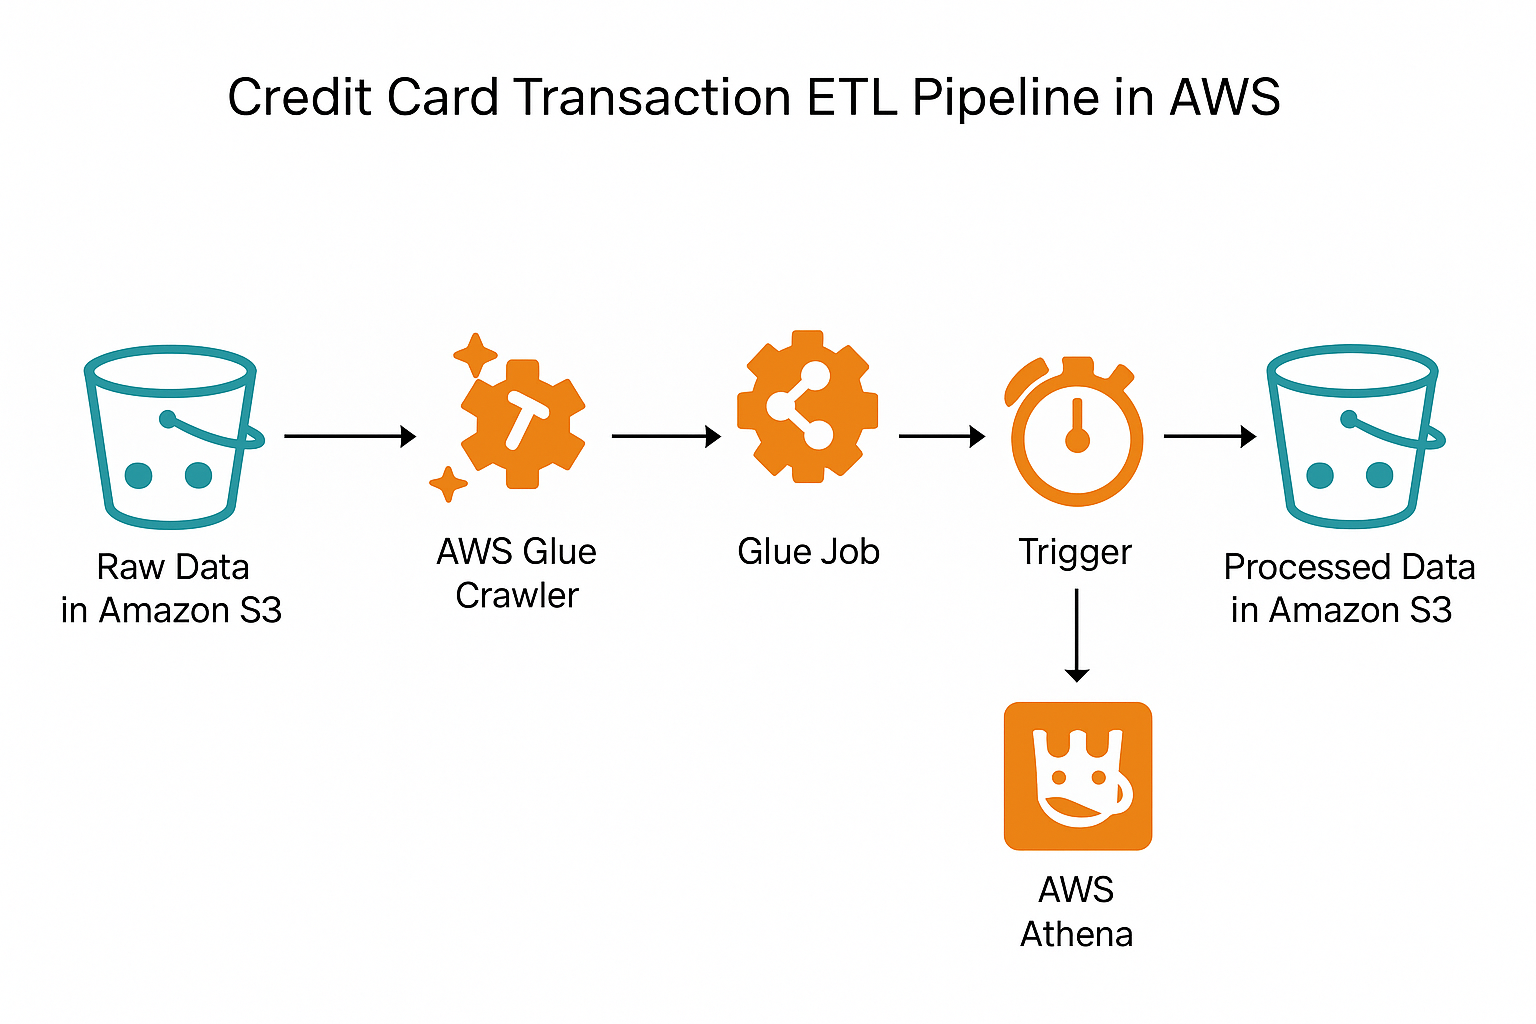 Credit Card Transaction ETL Pipeline in AWS
Raw Data
in Amazon S3
AWS Glue
Crawler
Glue Job
Trigger
Processed Data
in Amazon S3
AWS
Athena